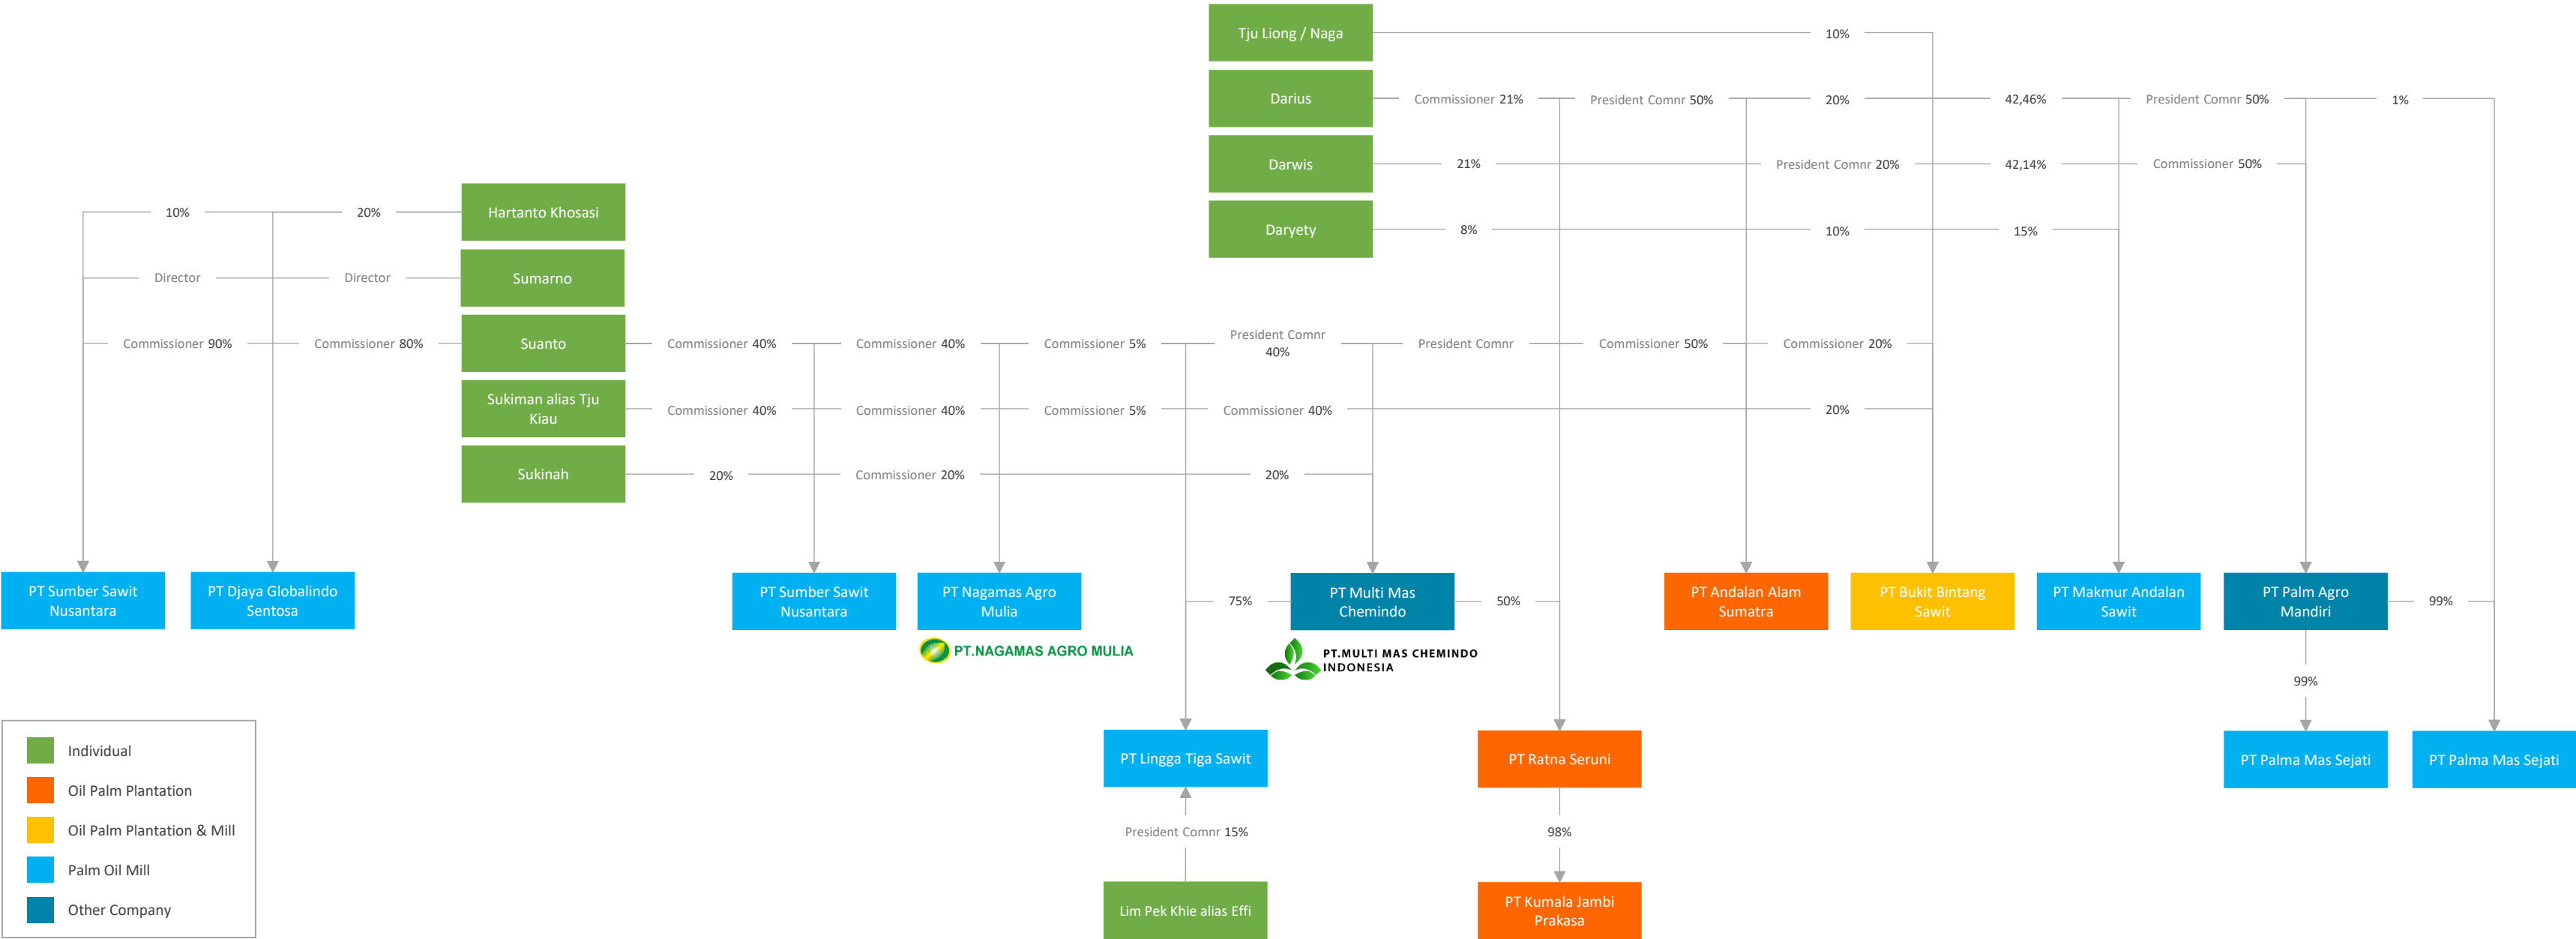 Tju Liong / Naga
10%
Darius
Commissioner 21%
President Comnr 50%
20%
42,46%
President Comnr 50%
1%
Darwis
21%
President Comnr 20%
42,14%
Commissioner 50%
Daryety
8%
10%
15%
10%
20%
Hartanto Khosasi
Director
Director
Sumarno
Commissioner 90%
Commissioner 80%
Suanto
Commissioner 40%
Commissioner 40%
Commissioner 5%
President Comnr
40%
President Comnr
Commissioner 50%
Commissioner 20%
Sukiman alias Tju
Kiau
Commissioner 40%
Commissioner 40%
Commissioner 5%
Commissioner 40%
20%
Sukinah
20%
Commissioner 20%
20%
PT Sumber Sawit
Nusantara
PT Djaya Globalindo
Sentosa
PT Sumber Sawit
Nusantara
PT Nagamas Agro
Mulia
75%
PT Multi Mas
Chemindo
50%
PT Andalan Alam
Sumatra
PT Bukit Bintang
Sawit
PT Makmur Andalan
Sawit
PT Palm Agro
Mandiri
99%
PT.NAGAMAS AGRO MULIA
PT.MULTI MAS CHEMINDO
INDONESIA
99%
PT Lingga Tiga Sawit
PT Ratna Seruni
PT Palma Mas Sejati
PT Palma Mas Sejati
President Comnr 15%
98%
Lim Pek Khie alias Effi
PT Kumala Jambi
Prakasa
Individual
Oil Palm Plantation
Oil Palm Plantation & Mill
Palm Oil Mill
Other Company